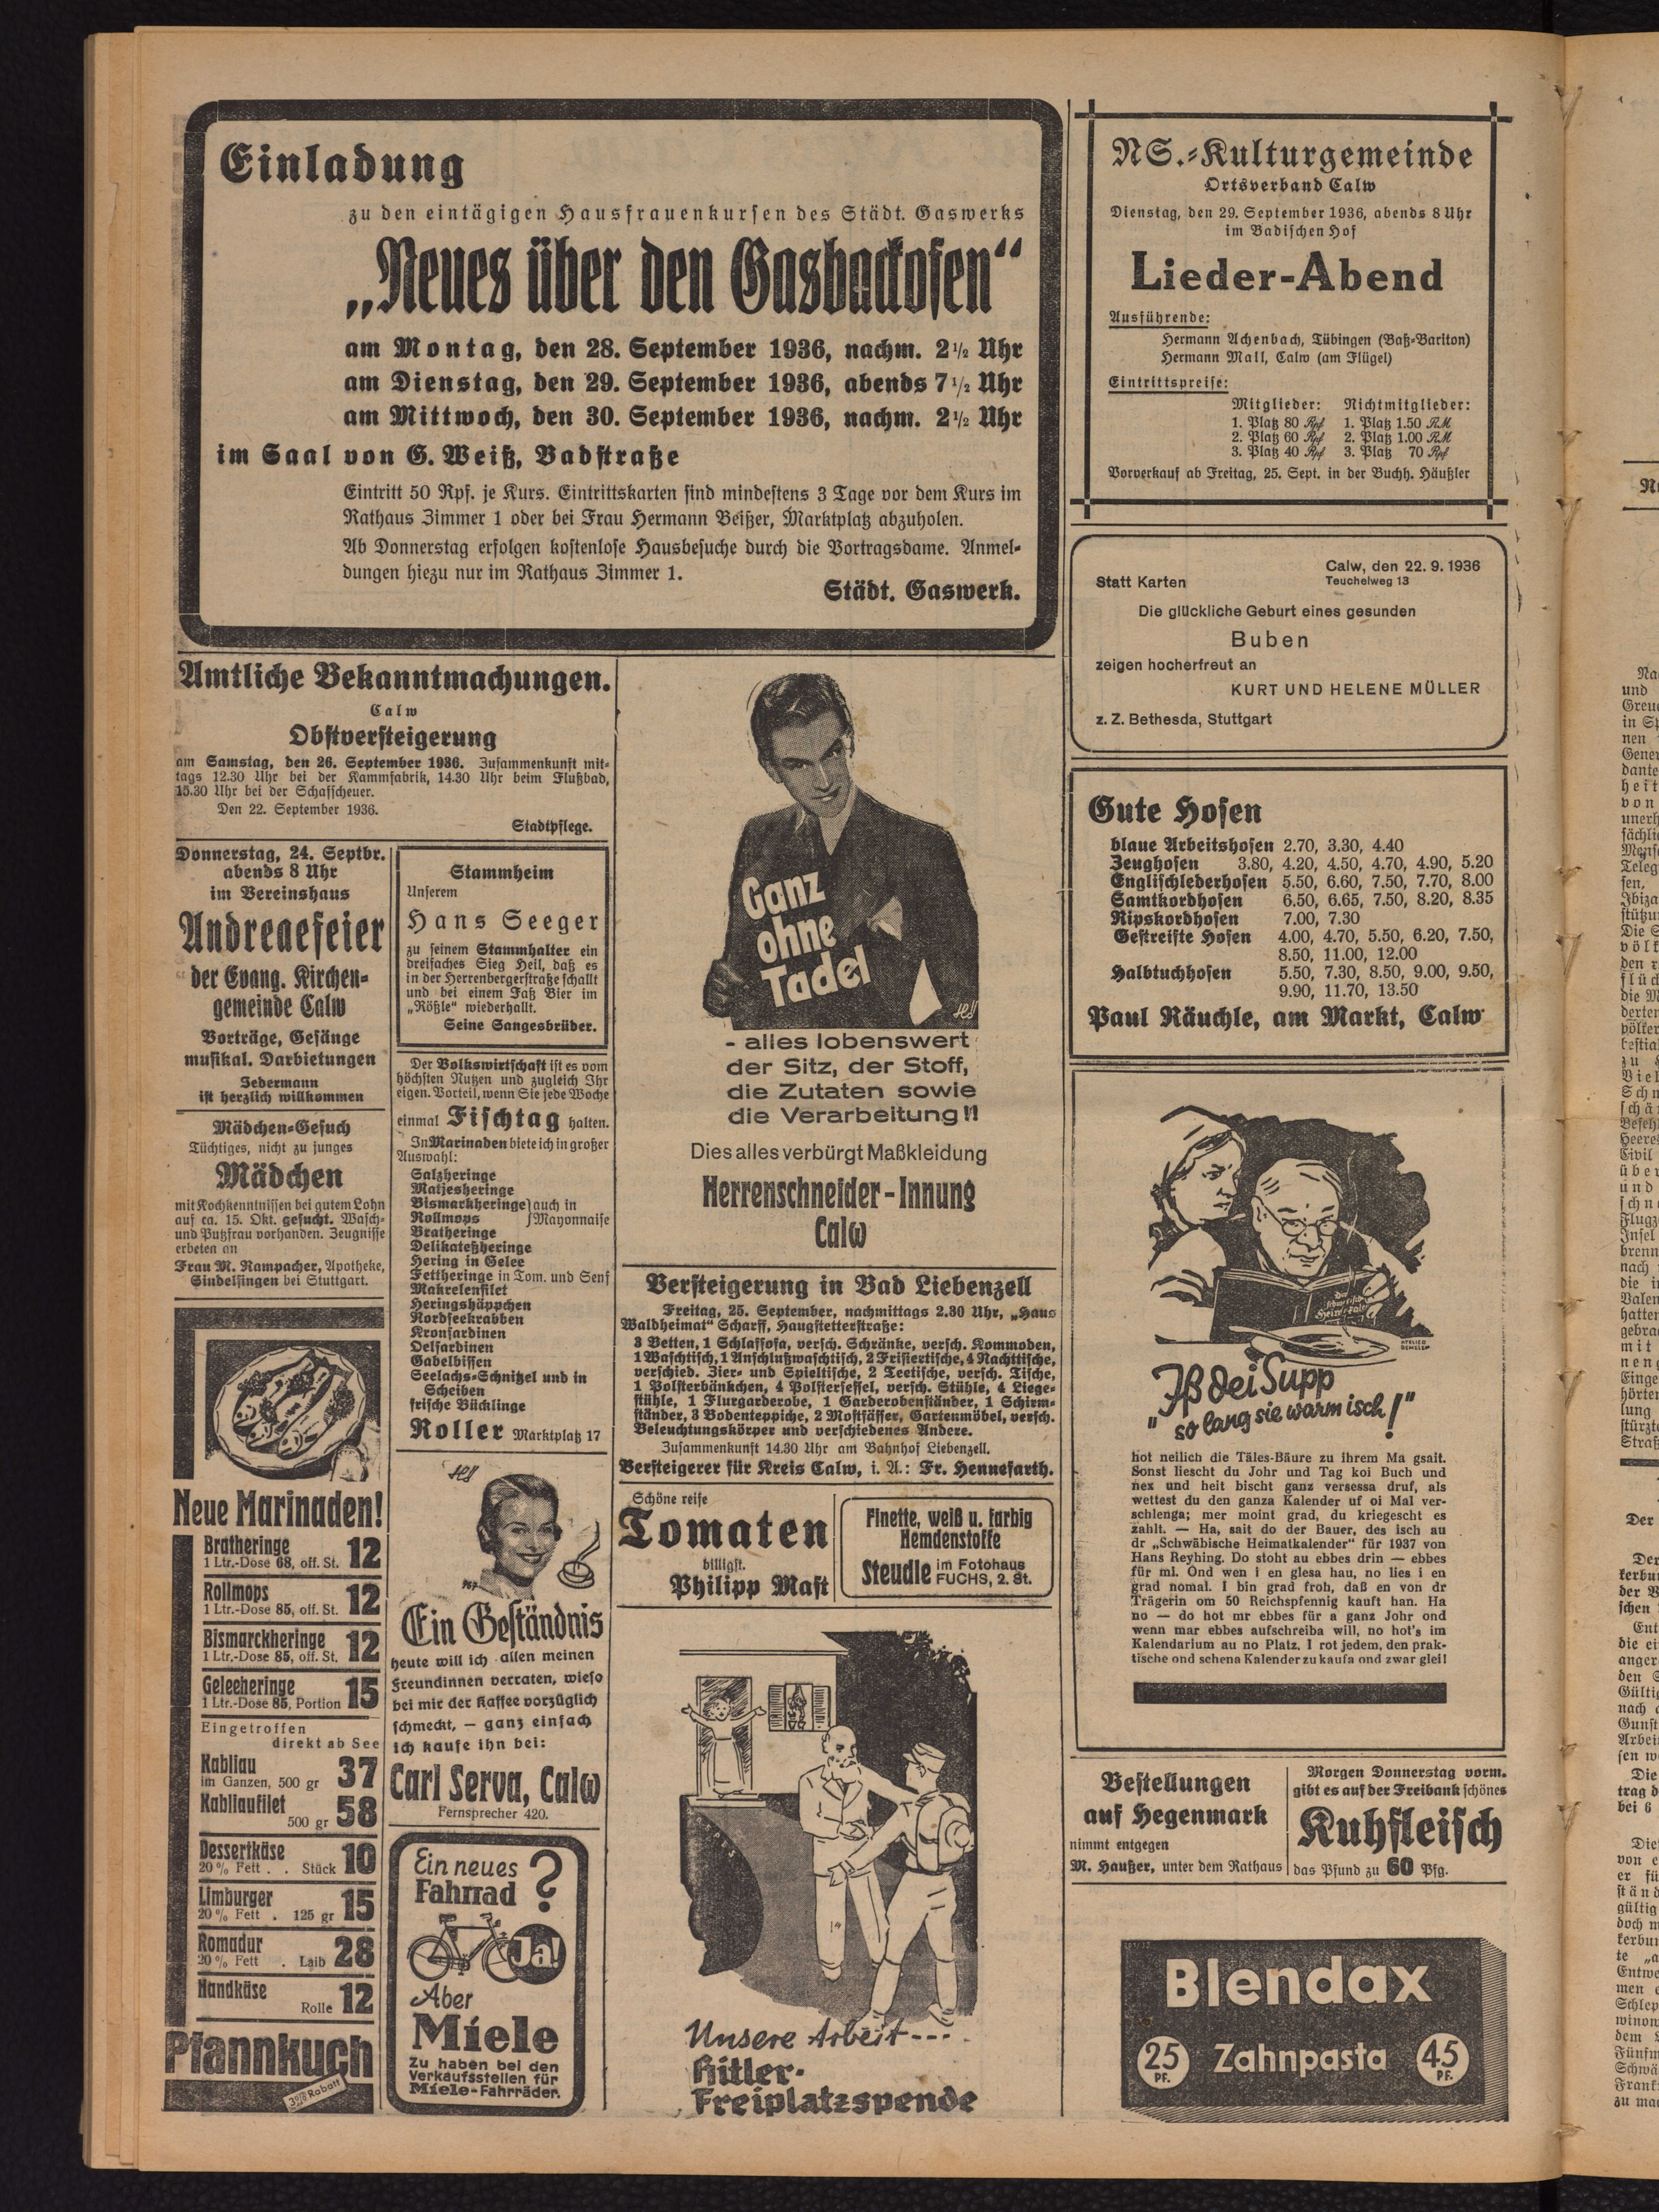 Einladung
zu den eintägigen Hausfrauenkursen des Städt. Gaswerks
„Neues über den Gasbackofen“
am Montag, den 28. September 1936, nachm. 2½ Uhr
am Dienstag, den 29. September 1936, abends 7½ Uhr
am Mittwoch, den 30. September 1936, nachm. 2½ Uhr
im Saal von G. Weiß, Badstraße
Eintritt 50 Rpf. je Kurs. Eintrittskarten sind mindestens 3 Tage vor dem Kurs im
Rathaus Zimmer 1 oder bei Frau Hermann Beißer, Marktplatz abzuholen.
Ab Donnerstag erfolgen kostenlose Hausbesuche durch die Vortragsdame. Anmel-
dungen hiezu nur im Rathaus Zimmer 1.
Städt. Gaswerk.
Amtliche Bekanntmachungen.
Calw
Obstversteigerung
am Samstag, den 26. September 1936. Zusammenkunft mit-
tags 12.30 Uhr bei der Kammfabrik, 14.30 Uhr beim Flußbad,
15.30 Uhr bei der Schafscheuer.
Den 22. September 1936.
Stadtpflege.
Donnerstag, 24. Septbr.
abends 8 Uhr
im Vereinshaus
Andreaefeier
der Evang. Kirchen-
gemeinde Calw
Vorträge, Gesänge
musikal. Darbietungen
Jedermann
ist herzlich willkommen
Mädchen-Gesuch
Tüchtiges, nicht zu junges
Mädchen
mit Kochkenntnissen bei gutem Lohn
auf ca. 15. Okt. gesucht. Wasch-
und Putzfrau vorhanden. Zeugnisse
erbeten an
Frau M. Rampacher, Apotheke,
Sindelfingen bei Stuttgart.
Neue Marinaden!
Bratheringe
1 Ltr.-Dose 68, off. St. 12
Rollmops
1 Ltr.-Dose 85, off. St. 12
Bismarckheringe
1 Ltr.-Dose 85, off. St. 12
Geleeheringe
1 Ltr.-Dose 85, Portion 15
Eingetroffen
direkt ab See
Kabliau
im Ganzen, 500 gr 37
Kabliaufilet
500 gr 58
Dessertkäse
20% Fett . . Stück 10
Limburger
20% Fett . 125 gr 15
Romadur
20% Fett . Laib 28
Handkäse
Rolle 12
Pfannkuch
3% Rabatt
Stammheim
Unserem
Hans Seeger
zu seinem Stammhalter ein
dreifaches Sieg Heil, daß es
in der Herrenbergerstraße schallt
und bei einem Faß Bier im
„Rößle“ wiederhallt.
Seine Sangesbrüder.
Der Volkswirtschaft ist es vom
höchsten Nutzen und zugleich Ihr
eigen. Vorteil, wenn Sie jede Woche
einmal Fischtag halten.
In Marinaden biete ich in großer
Auswahl:
Salzheringe
Matjesheringe
Bismarkheringe } auch in
Rollmops } Mayonnaise
Bratheringe
Delikateßheringe
Hering in Gelee
Fettheringe in Tom. und Senf
Makrelenfilet
Heringshäppchen
Nordseekrabben
Kronsardinen
Oelsardinen
Gabelbissen
Seelachs-Schnitzel und in
Scheiben
frische Bücklinge
Roller Marktplatz 17
Ein Geständnis
heute will ich allen meinen
Freundinnen verraten, wieso
bei mir der Kaffee vorzüglich
schmeckt, — ganz einfach
ich kaufe ihn bei:
Carl Serva, Calw
Fernsprecher 420.
Ein neues
Fahrrad ?
Ja!
Aber
Miele
Zu haben bei den
Verkaufsstellen für
Miele-Fahrräder.
Ganz
ohne
Tadel
- alles lobenswert
der Sitz, der Stoff,
die Zutaten sowie
die Verarbeitung!!
Dies alles verbürgt Maßkleidung
Herrenschneider-Innung
Calw
Versteigerung in Bad Liebenzell
Freitag, 25. September, nachmittags 2.30 Uhr, „Haus
Waldheimat“ Scharff, Haugstetterstraße:
3 Betten, 1 Schlafsofa, versch. Schränke, versch. Kommoden,
1 Waschtisch, 1 Anschlußwaschtisch, 2 Frisiertische, 4 Nachttische,
verschied. Zier- und Spieltische, 2 Teetische, versch. Tische,
1 Polsterbänkchen, 4 Polstersessel, versch. Stühle, 4 Liege-
stühle, 1 Flurgarderobe, 1 Garderobenständer, 1 Schirm-
ständer, 3 Bodenteppiche, 2 Mostfässer, Gartenmöbel, versch.
Beleuchtungskörper und verschiedenes Andere.
Zusammenkunft 14.30 Uhr am Bahnhof Liebenzell.
Versteigerer für Kreis Calw, i. A.: Fr. Hennefarth.
Schöne reife
Tomaten
billigst.
Philipp Mast
Finette, weiß u. farbig
Hemdenstoffe
Steudle im Fotohaus
FUCHS, 2. St.
Unsere Arbeit---
Hitler-
Freiplatzspende
NS.-Kulturgemeinde
Ortsverband Calw
Dienstag, den 29. September 1936, abends 8 Uhr
im Badischen Hof
Lieder-Abend
Ausführende:
Hermann Achenbach, Tübingen (Baß-Bariton)
Hermann Mall, Calw (am Flügel)
Eintrittspreise:
Mitglieder: Nichtmitglieder:
1. Platz 80 Rpf 1. Platz 1.50 RM
2. Platz 60 Rpf 2. Platz 1.00 RM
3. Platz 40 Rpf 3. Platz 70 Rpf
Vorverkauf ab Freitag, 25. Sept. in der Buchh. Häußler
Calw, den 22. 9. 1936
Statt Karten Teuchelweg 13
Die glückliche Geburt eines gesunden
Buben
zeigen hocherfreut an
KURT UND HELENE MÜLLER
z. Z. Bethesda, Stuttgart
Gute Hosen
blaue Arbeitshosen 2.70, 3.30, 4.40
Zeughosen 3.80, 4.20, 4.50, 4.70, 4.90, 5.20
Englischlederhosen 5.50, 6.60, 7.50, 7.70, 8.00
Samtkordhosen 6.50, 6.65, 7.50, 8.20, 8.35
Ripskordhosen 7.00, 7.30
Gestreifte Hosen 4.00, 4.70, 5.50, 6.20, 7.50,
8.50, 11.00, 12.00
Halbtuchhosen 5.50, 7.30, 8.50, 9.00, 9.50,
9.90, 11.70, 13.50
Paul Räuchle, am Markt, Calw
„Iß dei Supp
so lang sie warm isch!“
hot neilich die Täles-Bäure zu ihrem Ma gsait.
Sonst liescht du Johr und Tag koi Buch und
nex und heit bischt ganz versessa druf, als
wettest du den ganza Kalender uf oi Mal ver-
schlenga; mer moint grad, du kriegescht es
zahlt. — Ha, sait do der Bauer, des isch au
dr „Schwäbische Heimatkalender“ für 1937 von
Hans Reyhing. Do stoht au ebbes drin — ebbes
für mi. Ond wen i en glesa hau, no lies i en
grad nomal. I bin grad froh, daß en von dr
Trägerin om 50 Reichspfennig kauft han. Ha
no — do hot mr ebbes für a ganz Johr ond
wenn mar ebbes aufschreiba will, no hot's im
Kalendarium au no Platz. I rot jedem, den prak-
tische ond schena Kalender zu kaufa ond zwar glei!
Bestellungen
auf Hegenmark
nimmt entgegen
M. Haußer, unter dem Rathaus
Morgen Donnerstag vorm.
gibt es auf der Freibank schönes
Kuhfleisch
das Pfund zu 60 Pfg.
Blendax
25 PF. Zahnpasta 45 PF.